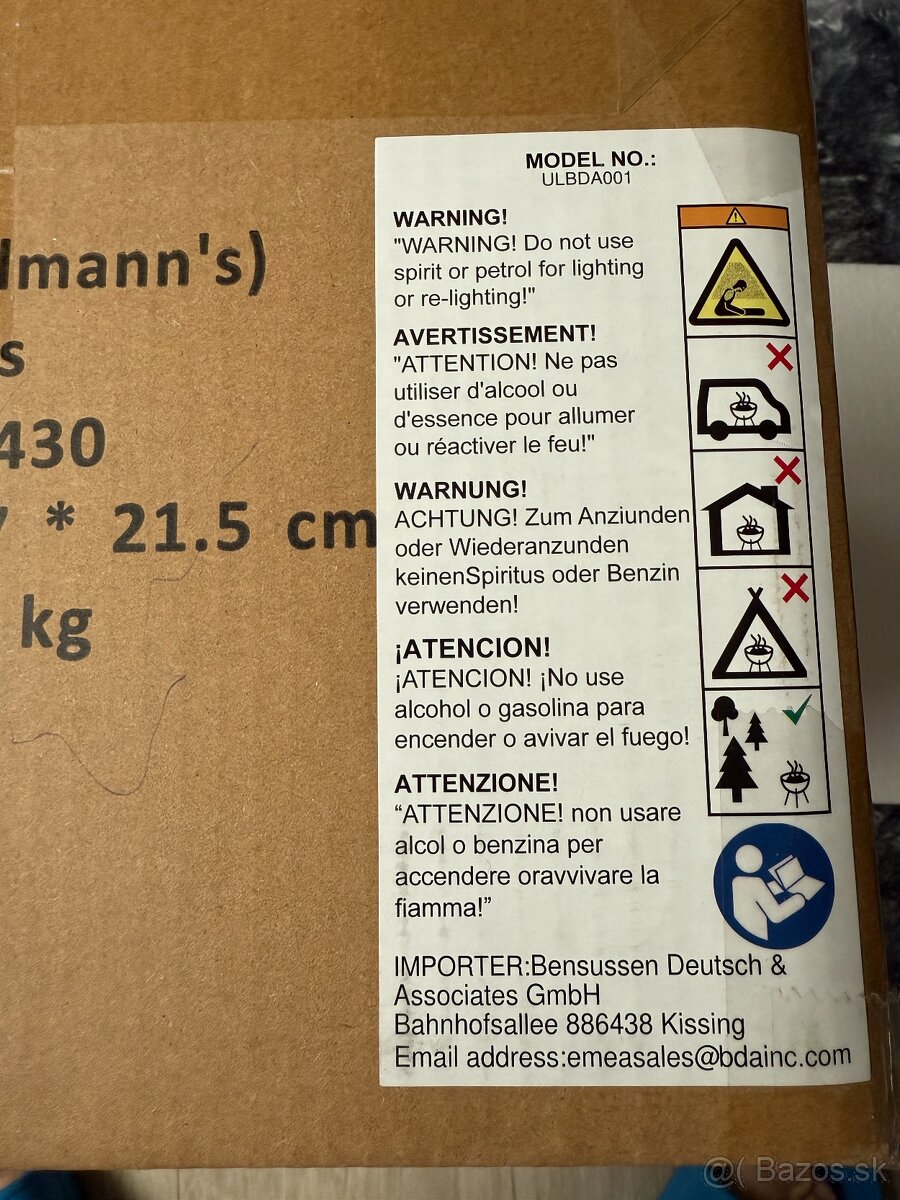 lmann's)
s
430
* 21.5 cm
kg
MODEL NO.:
ULBDA001
WARNING!
"WARNING! Do not use
spirit or petrol for lighting
or re-lighting!"
AVERTISSEMENT!
"ATTENTION! Ne pas
utiliser d'alcool ou
d'essence pour allumer
ou réactiver le feu!"
WARNUNG!
ACHTUNG! Zum Anziunden
oder Wiederanzunden
keinenSpiritus oder Benzin
verwenden!
¡ATENCION!
¡ATENCION! ¡No use
alcohol o gasolina para
encender o avivar el fuego!
ATTENZIONE!
“ATTENZIONE! non usare
alcol o benzina per
accendere oravvivare la
fiamma!”
IMPORTER:Bensussen Deutsch &
Associates GmbH
Bahnhofsallee 886438 Kissing
Email address:emeasales@bdainc.com
@( Bazos.sk